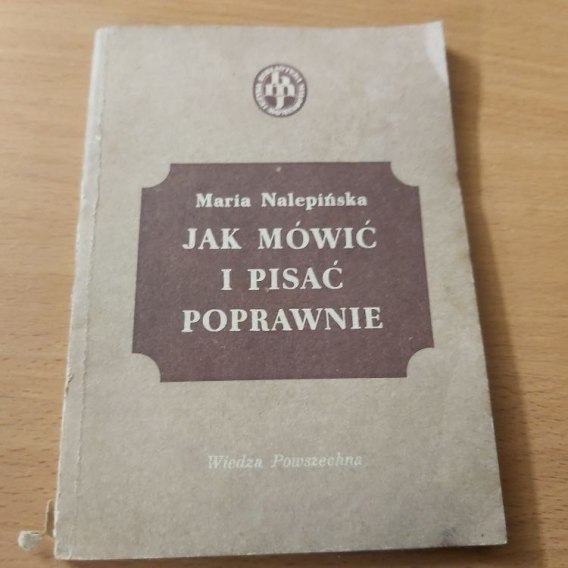 Maria Nalepińska
JAK MÓWIĆ
I PISAĆ
POPRAWNIE
Wiedza Powszechna